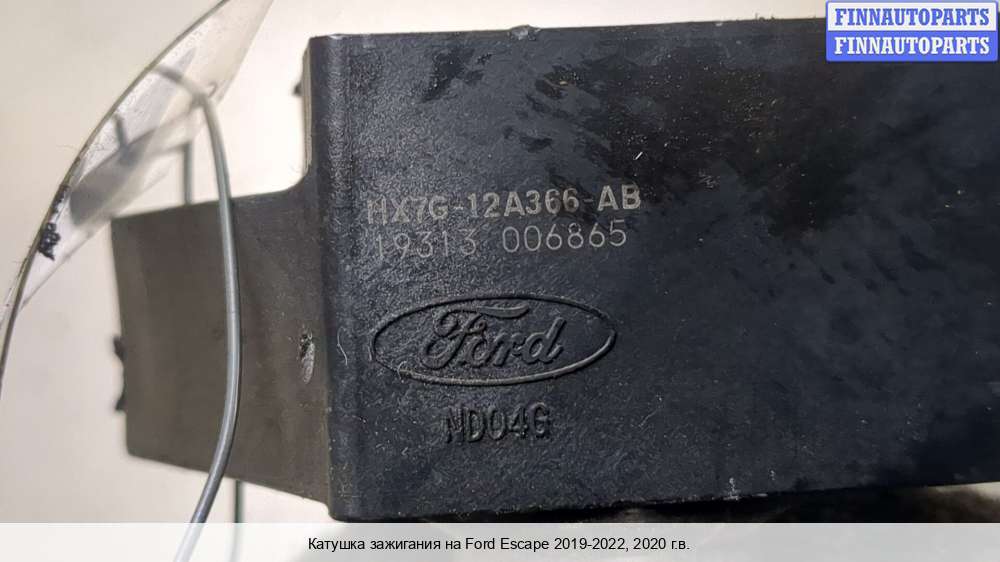 FINNAUTOPARTS
FINNAUTOPARTS
HX7G-12A366-AB
19313 006865
Ford
ND04G
Катушка зажигания на Ford Escape 2019-2022, 2020 г.в.